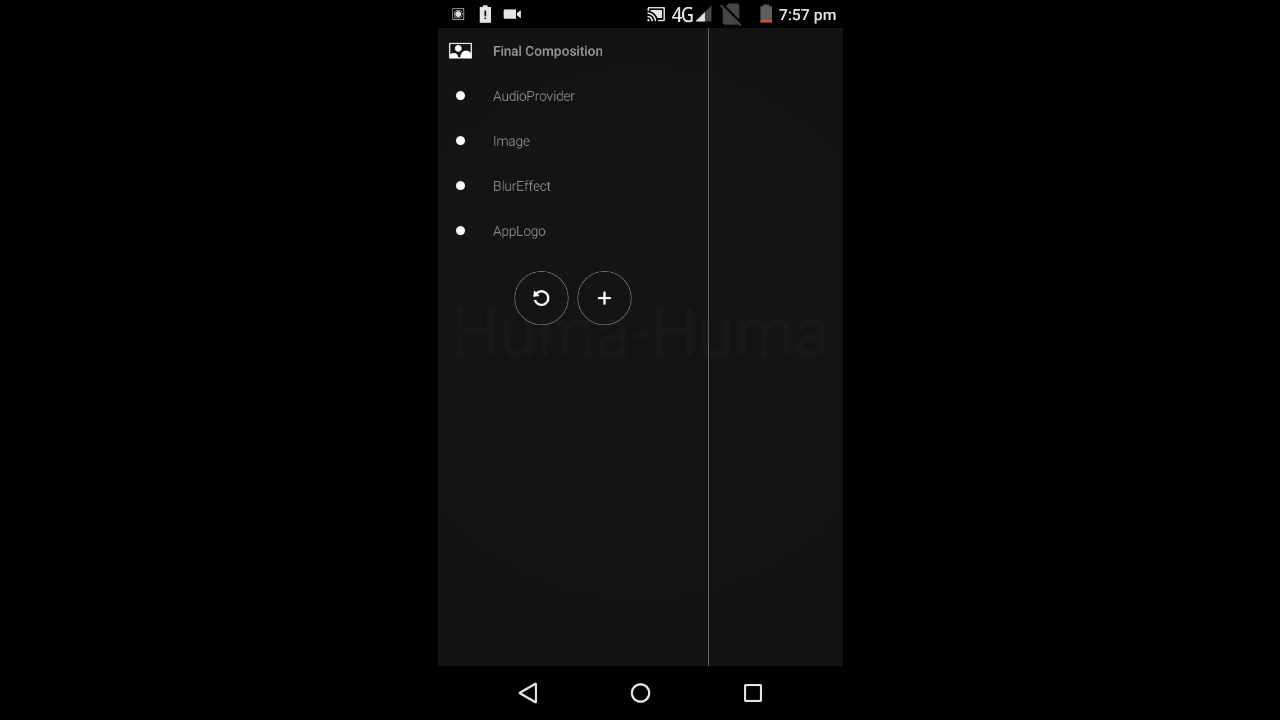 4G 7:57 pm
Final Composition
AudioProvider
Image
BlurEffect
AppLogo
Huma-Huma